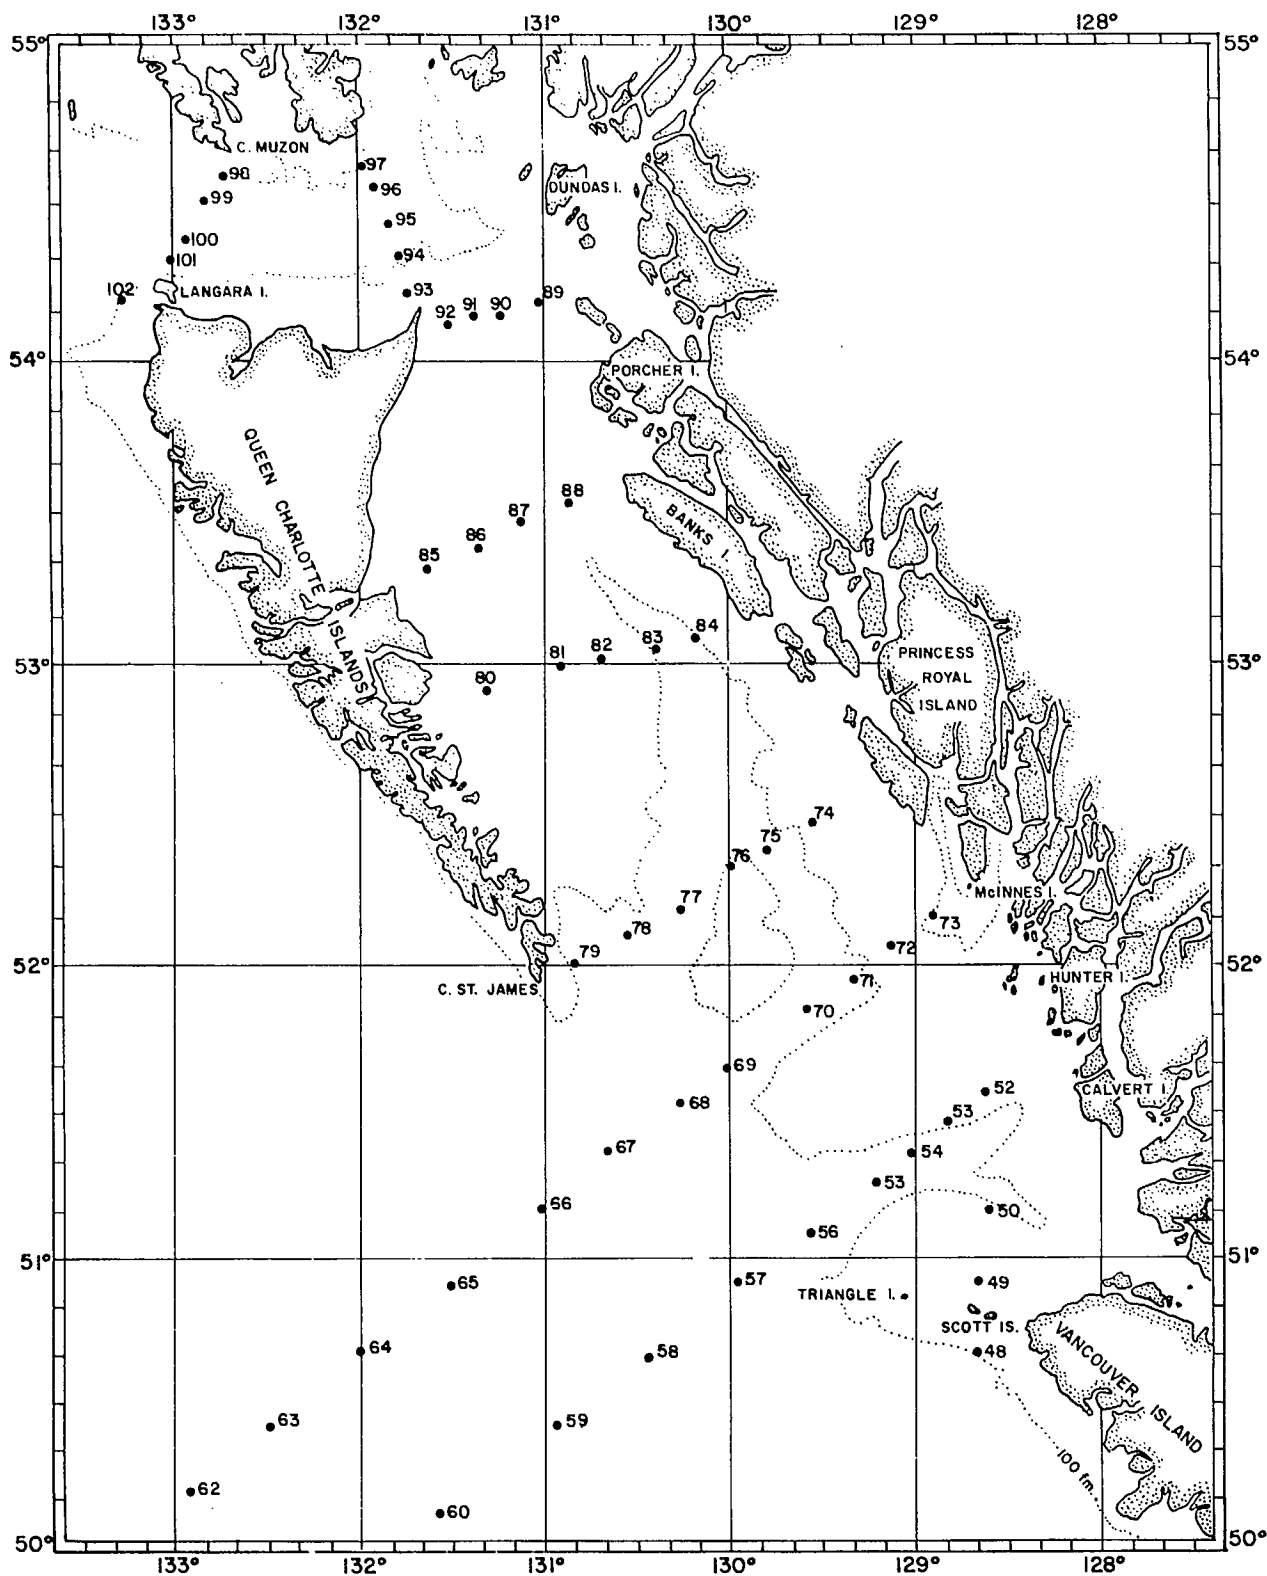 133° 132° 131° 130° 129° 128°
55° 55°
C. MUZON
97
98
96
DUNDAS I.
99
95
100
94
101
102
LANGARA I.
93
89
92 91 90
54° 54°
PORCHER I.
QUEEN CHARLOTTE ISLANDS
88
87
BANKS I.
86
85
84
83
82
81
PRINCESS
ROYAL
ISLAND
53° 53°
80
74
75
76
McINNES I.
77
73
78
72
79
52° 52°
HUNTER I.
71
C. ST. JAMES
70
69
CALVERT I.
52
68
53
67
54
53
66
50
56
51° 51°
65
57
49
TRIANGLE I.
SCOTT IS.
64
58
48
VANCOUVER ISLAND
63
59
100 fm.
62
60
50° 50°
133° 132° 131° 130° 129° 128°